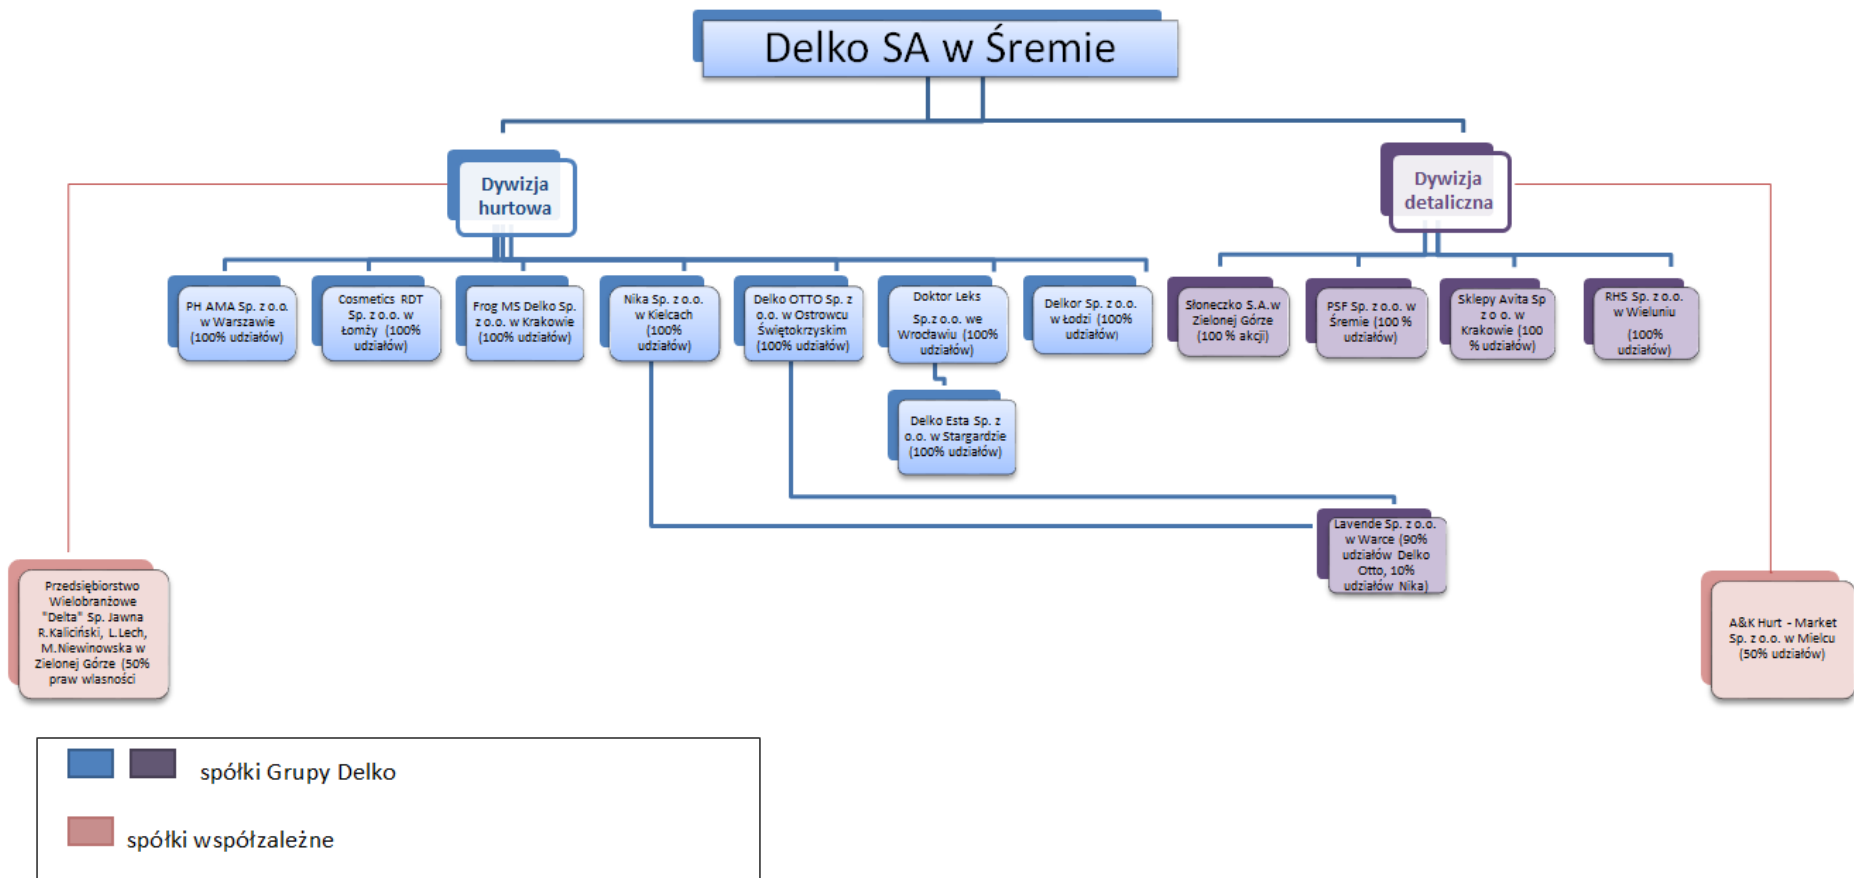 Delko SA w Śremie
Dywizja
hurtowa
Dywizja
detaliczna
PH AMA Sp. z o.o.
w Warszawie
(100% udziałów)
Cosmetics RDT
Sp. z o.o. w
Łomży (100%
udziałów)
Frog MS Delko Sp.
z o.o. w Krakowie
(100% udziałów)
Nika Sp. z o.o.
w Kielcach
(100%
udziałów)
Delko OTTO Sp. z
o.o. w Ostrowcu
Świętokrzyskim
(100% udziałów)
Doktor Leks
Sp.z o.o. we
Wrocławiu (100%
udziałów)
Delkor Sp. z o.o.
w Łodzi (100%
udziałów)
Słoneczko S.A.w
Zielonej Górze
(100 % akcji)
PSF Sp. z o.o. w
Śremie (100 %
udziałów)
Sklepy Avita Sp
z o o. w
Krakowie (100
% udziałów)
RHS Sp. z o.o.
w Wieluniu
(100%
udziałów)
Delko Esta Sp. z
o.o. w Stargardzie
(100% udziałów)
Lavende Sp. z o.o.
w Warce (90%
udziałów Delko
Otto, 10%
udziałów Nika)
Przedsiębiorstwo
Wielobranżowe
"Delta" Sp. Jawna
R.Kaliciński, L.Lech,
M.Niewinowska w
Zielonej Górze (50%
praw wlasności
A&K Hurt - Market
Sp. z o.o. w Mielcu
(50% udziałów)
spółki Grupy Delko
spółki współzależne